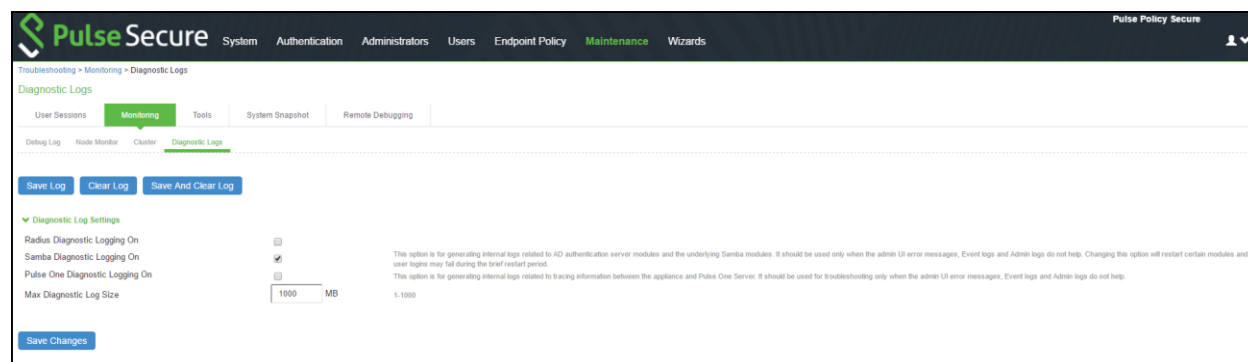 Pulse Policy Secure
Pulse Secure System Authentication Administrators Users Endpoint Policy Maintenance Wizards
Troubleshooting > Monitoring > Diagnostic Logs
Diagnostic Logs
User Sessions Monitoring Tools System Snapshot Remote Debugging
Debug Log Node Monitor Cluster Diagnostic Logs
Save Log Clear Log Save And Clear Log
Diagnostic Log Settings
Radius Diagnostic Logging On
Samba Diagnostic Logging On This option is for generating internal logs related to AD authentication server modules and the underlying Samba modules. It should be used only when the admin UI error messages, Event logs and Admin logs do not help. Changing this option will restart certain modules and
user logins may fail during the brief restart period.
Pulse One Diagnostic Logging On This option is for generating internal logs related to tracing information between the appliance and Pulse One Server. It should be used for troubleshooting only when the admin UI error messages, Event logs and Admin logs do not help.
Max Diagnostic Log Size 1000 MB 1-1000
Save Changes